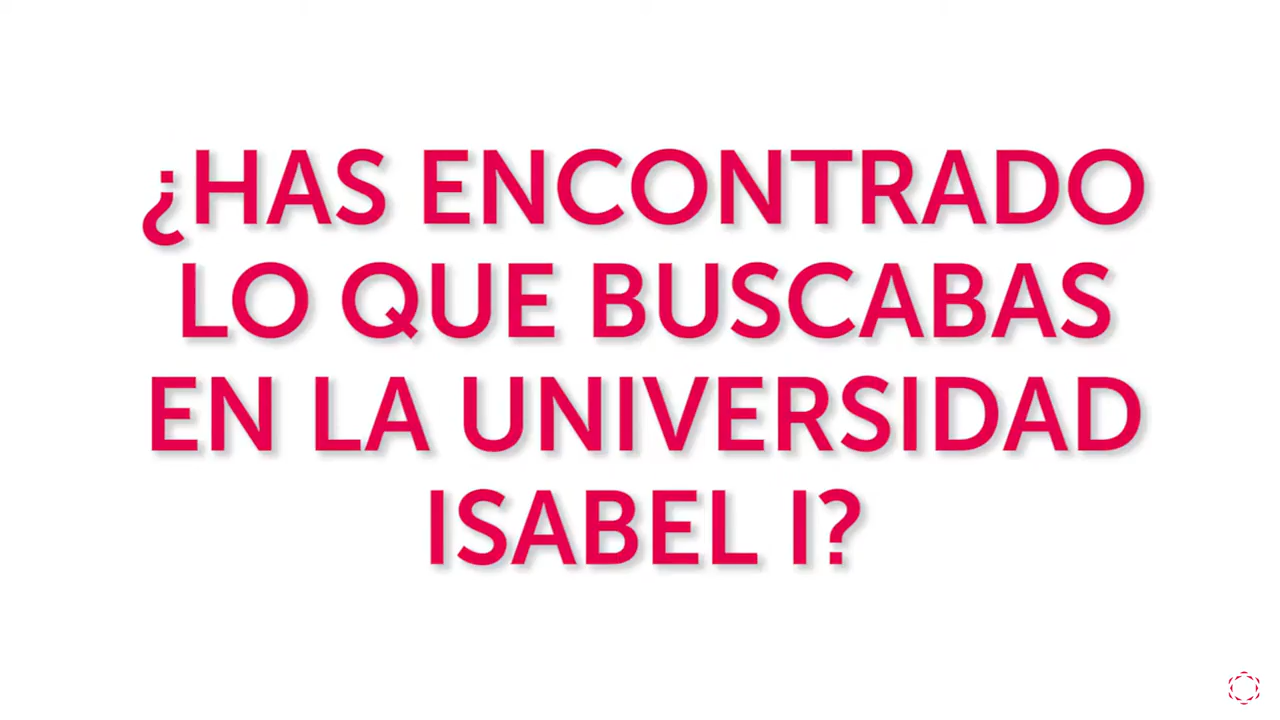 ¿HAS ENCONTRADO
LO QUE BUSCABAS
EN LA UNIVERSIDAD
ISABEL I?